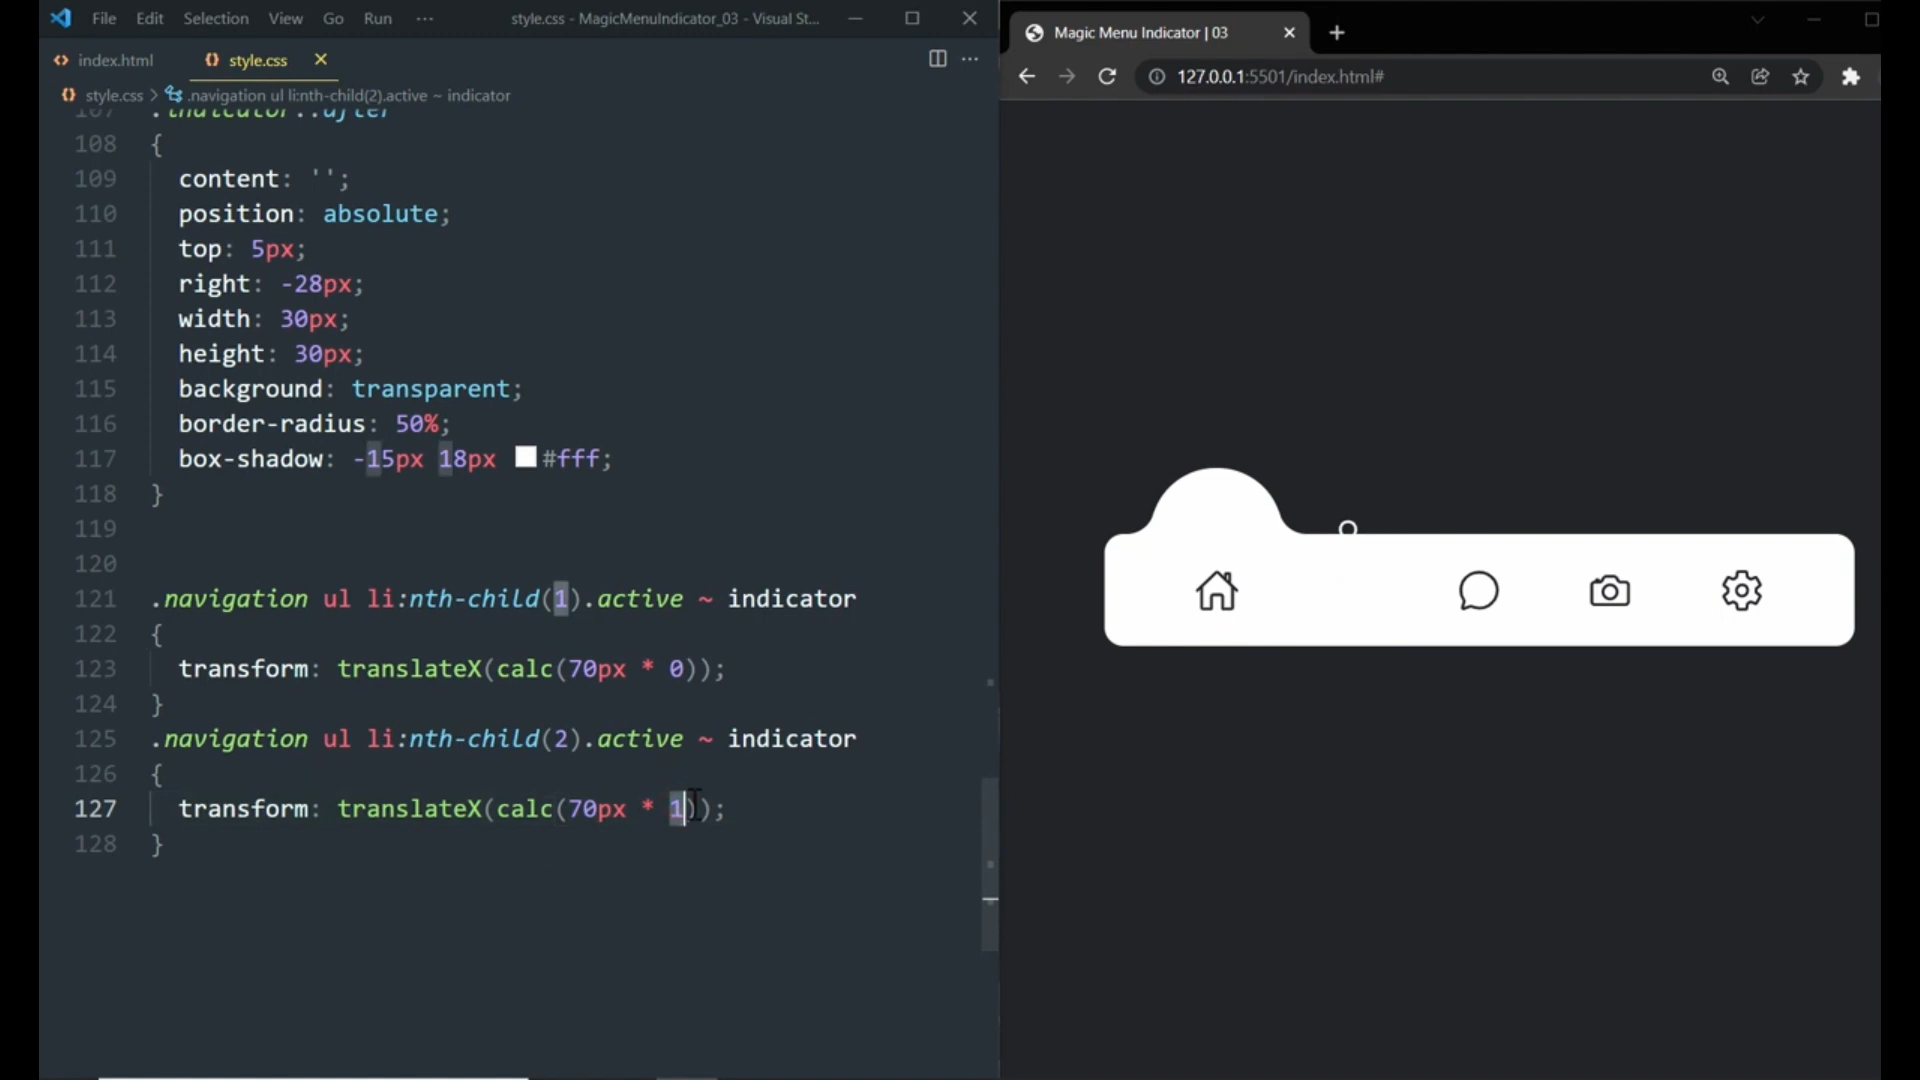 File Edit Selection View Go Run ··· style.css - MagicMenuIndicator_03 - Visual St...
index.html style.css
style.css > .navigation ul li:nth-child(2).active ~ indicator
107 .indicator::after
108 {
109 content: '';
110 position: absolute;
111 top: 5px;
112 right: -28px;
113 width: 30px;
114 height: 30px;
115 background: transparent;
116 border-radius: 50%;
117 box-shadow: -15px 18px #fff;
118 }
119
120
121 .navigation ul li:nth-child(1).active ~ indicator
122 {
123 transform: translateX(calc(70px * 0));
124 }
125 .navigation ul li:nth-child(2).active ~ indicator
126 {
127 transform: translateX(calc(70px * 1));
128 }
Magic Menu Indicator | 03
127.0.0.1:5501/index.html#